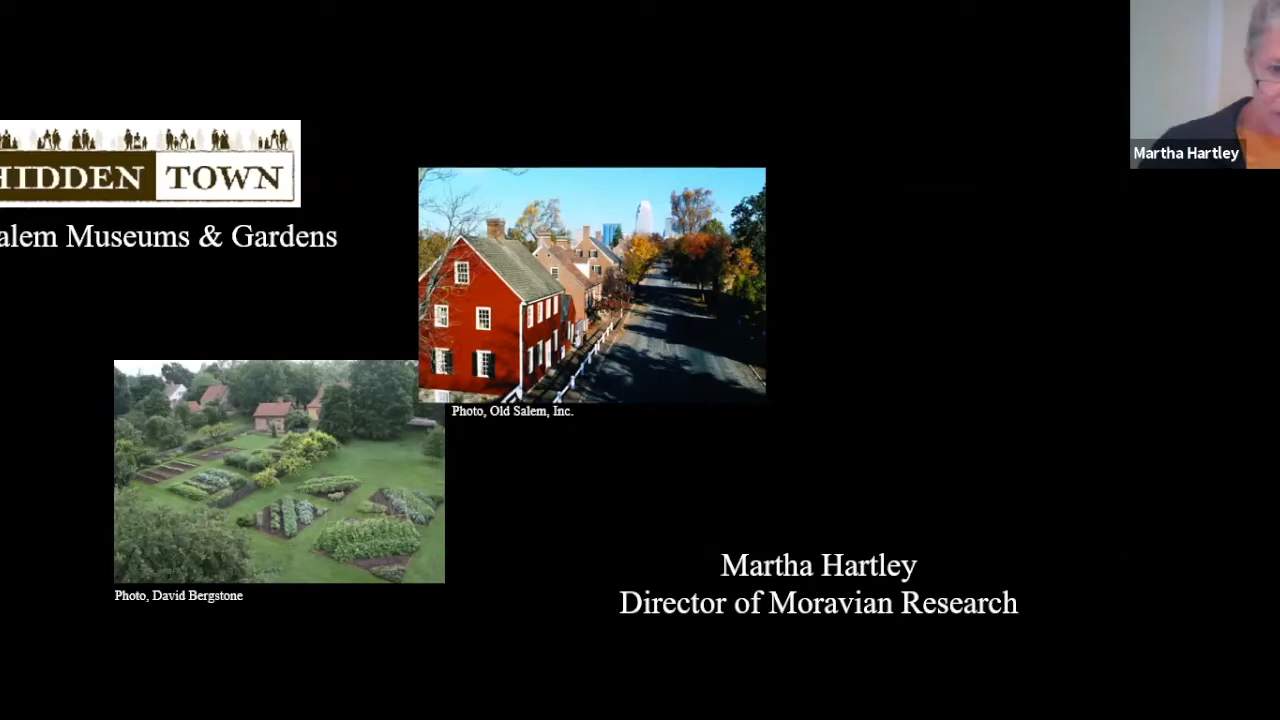 HIDDEN TOWN
alem Museums & Gardens
Photo, Old Salem, Inc.
Photo, David Bergstone
Martha Hartley
Director of Moravian Research
Martha Hartley